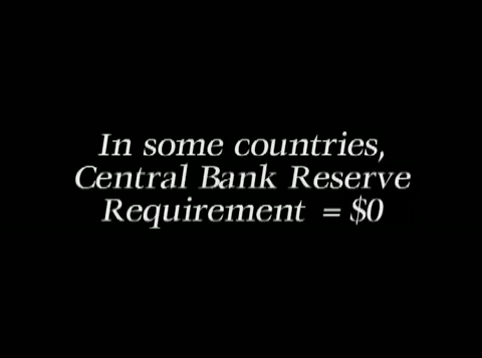 In some countries,
Central Bank Reserve
Requirement = $0